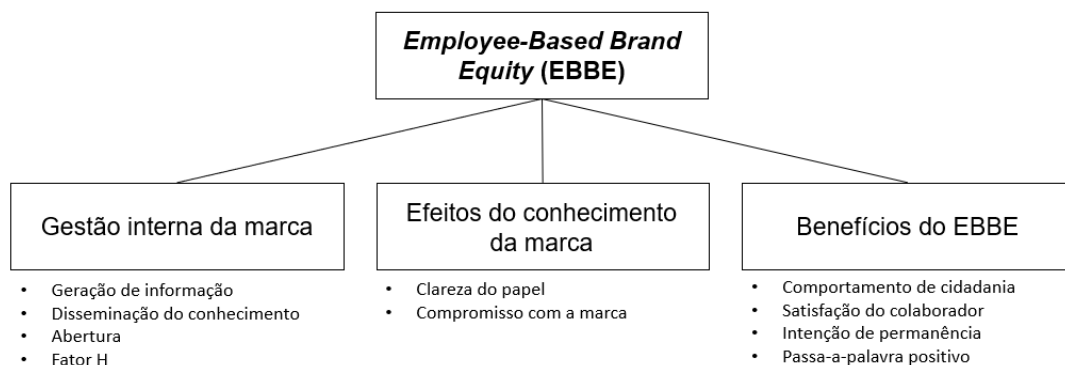 Employee-Based Brand
Equity (EBBE)
Gestão interna da marca
Efeitos do conhecimento
da marca
Benefícios do EBBE
• Geração de informação
• Disseminação do conhecimento
• Abertura
• Fator H
• Clareza do papel
• Compromisso com a marca
• Comportamento de cidadania
• Satisfação do colaborador
• Intenção de permanência
• Passa-a-palavra positivo